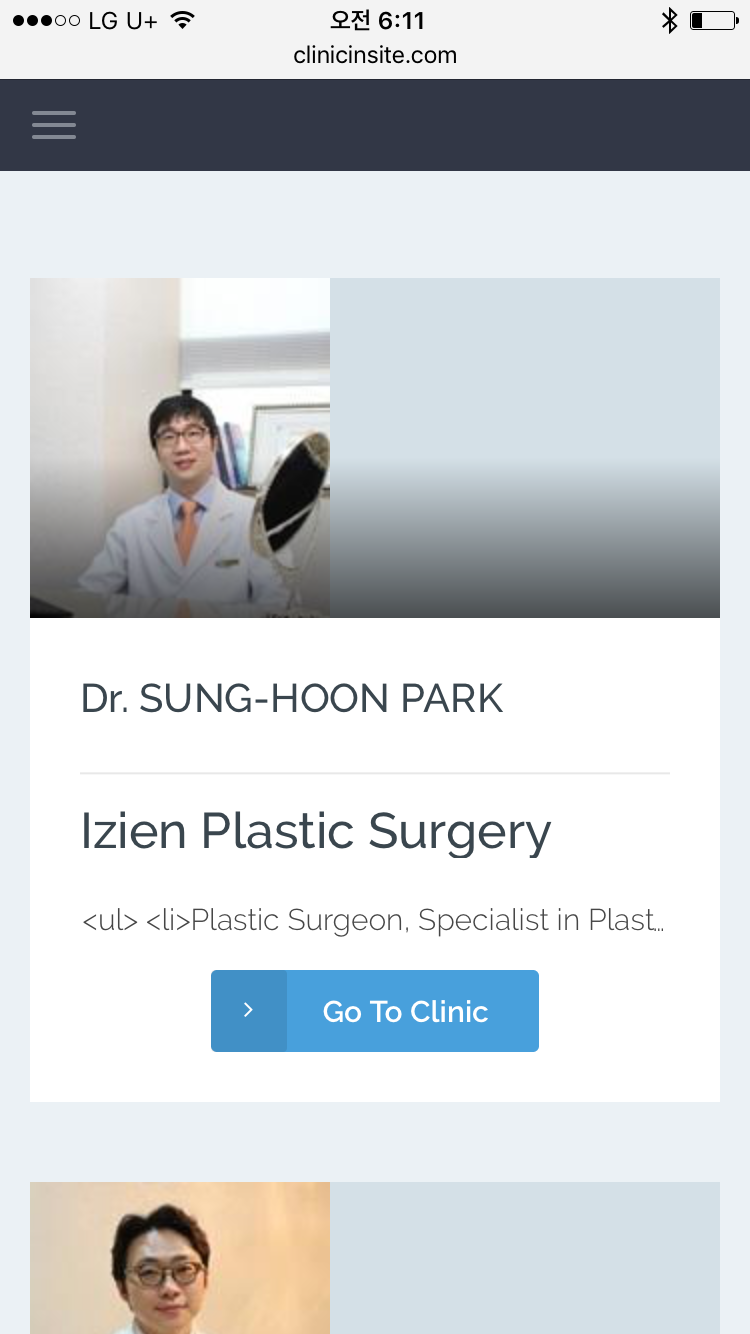 LG U+ 오전 6:11
clinicinsite.com
Dr. SUNG-HOON PARK
Izien Plastic Surgery
<ul> <li>Plastic Surgeon, Specialist in Plast...
Go To Clinic